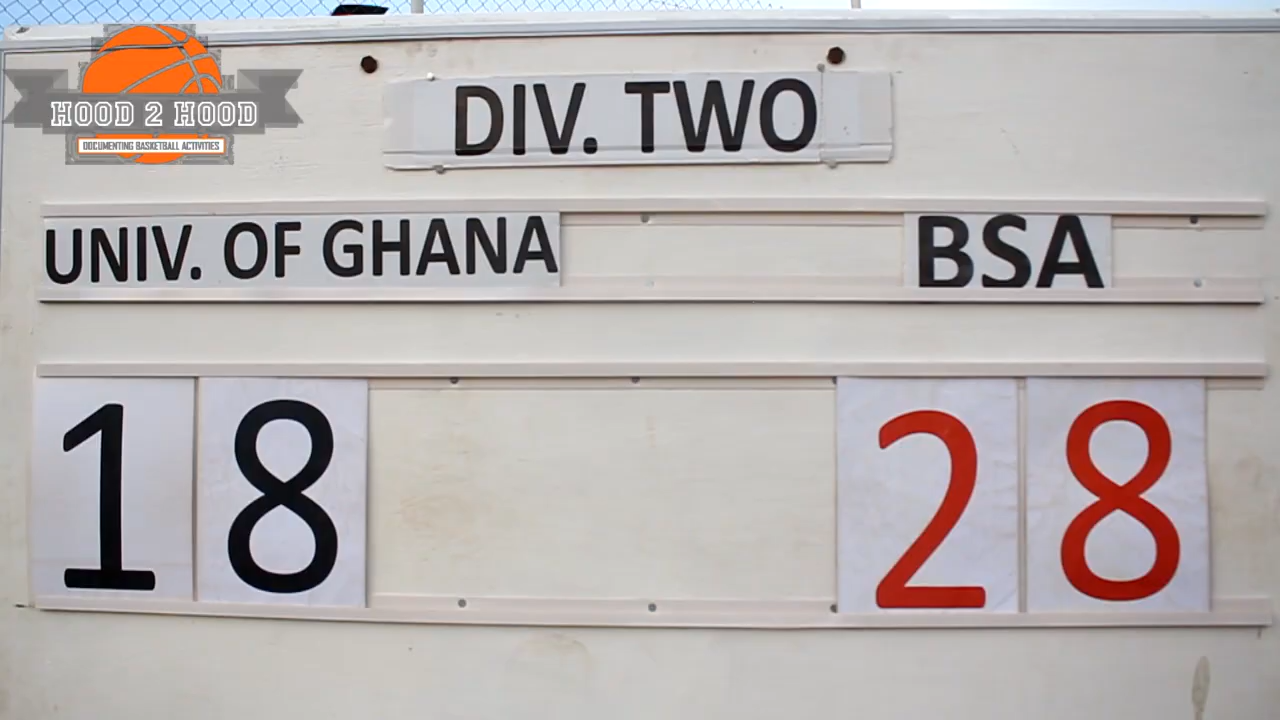 HOOD 2 HOOD
DOCUMENTING BASKETBALL ACTIVITIES
DIV. TWO
UNIV. OF GHANA
BSA
18
28